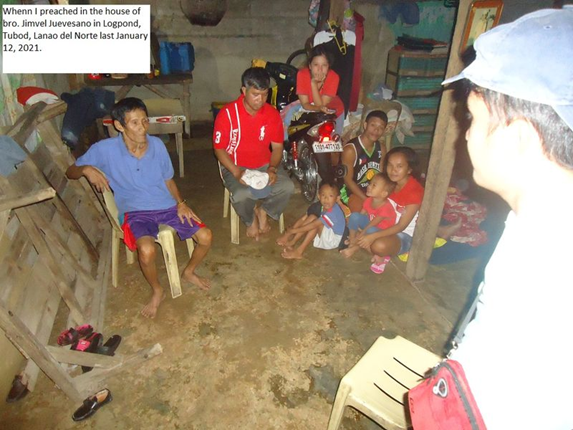 Whenn I preached in the house of
bro. Jimvel Juevesano in Logpond,
Tubod, Lanao del Norte last January
12, 2021.
3